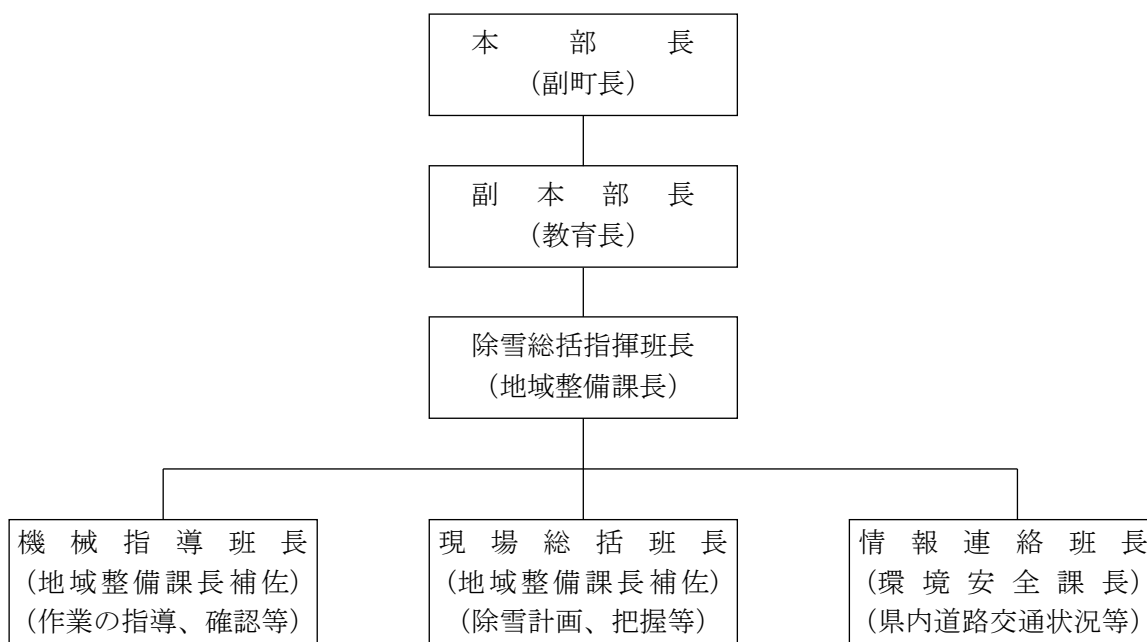 本部長
（副町長）
副本部長
（教育長）
除雪総括指揮班長
（地域整備課長）
機械指導班長
（地域整備課長補佐）
（作業の指導、確認等）
現場総括班長
（地域整備課長補佐）
（除雪計画、把握等）
情報連絡班長
（環境安全課長）
（県内道路交通状況等）